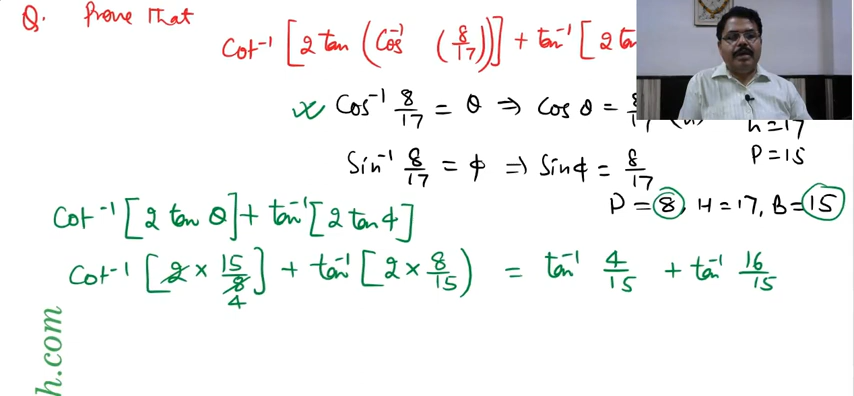 Q. Prove That
Cot⁻¹ [2 tan (Cos⁻¹ (8/17))] + tan⁻¹ [2 tan
Cos⁻¹ 8/17 = θ ⇒ Cos θ = 8/17
h = 17
P = 15
Sin⁻¹ 8/17 = φ ⇒ Sin φ = 8/17
P = 8, H = 17, B = 15
Cot⁻¹ [2 tan θ] + tan⁻¹ [2 tan φ]
Cot⁻¹ [2 × 15/8 4] + tan⁻¹ [2 × 8/15) = tan⁻¹ 4/15 + tan⁻¹ 16/15
h.com